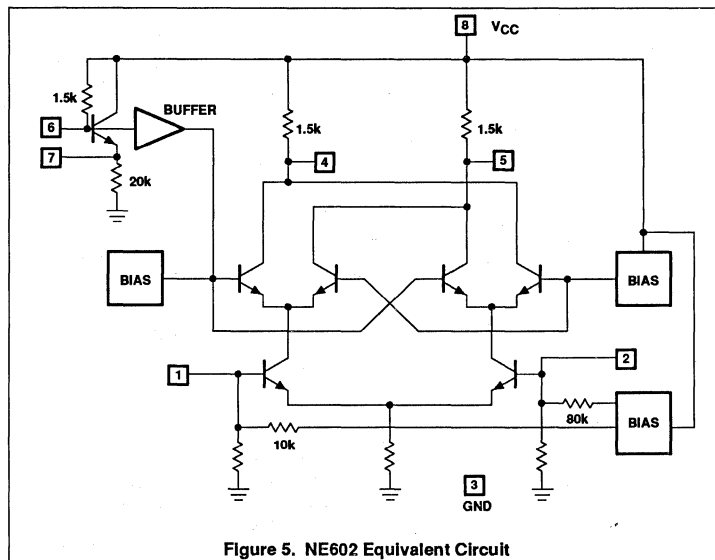 8 VCC
1.5k
BUFFER
6
1.5k
1.5k
7
4
5
20k
BIAS
BIAS
1
2
80k
BIAS
10k
3
GND
Figure 5. NE602 Equivalent Circuit